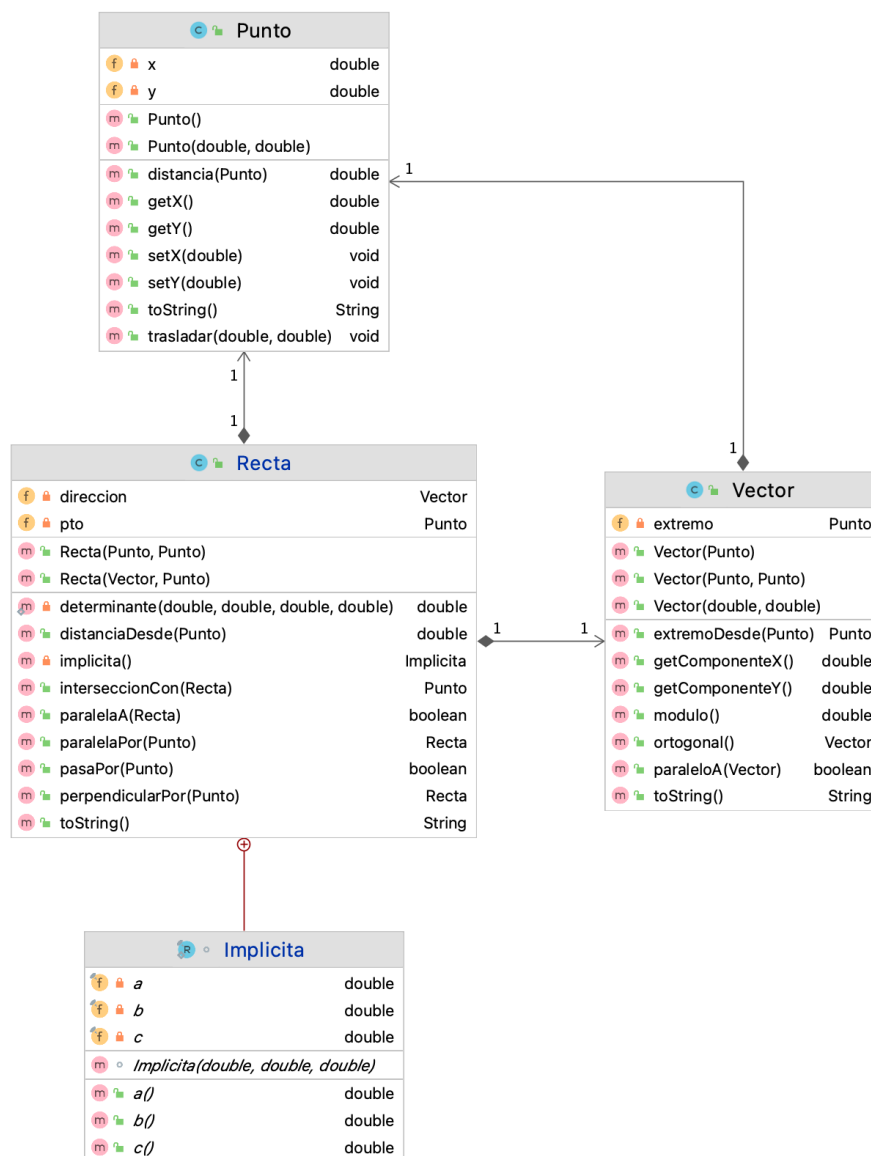 Punto
x double
y double
Punto()
Punto(double, double)
distancia(Punto) double
getX() double
getY() double
setX(double) void
setY(double) void
toString() String
trasladar(double, double) void
1
1
1
1
Recta
direccion Vector
pto Punto
Recta(Punto, Punto)
Recta(Vector, Punto)
determinante(double, double, double, double) double
distanciaDesde(Punto) double
implicita() Implicita
interseccionCon(Recta) Punto
paralelaA(Recta) boolean
paralelaPor(Punto) Recta
pasaPor(Punto) boolean
perpendicularPor(Punto) Recta
toString() String
1 1
Vector
extremo Punto
Vector(Punto)
Vector(Punto, Punto)
Vector(double, double)
extremoDesde(Punto) Punto
getComponenteX() double
getComponenteY() double
modulo() double
ortogonal() Vector
paraleloA(Vector) boolean
toString() String
Implicita
a double
b double
c double
Implicita(double, double, double)
a() double
b() double
c() double